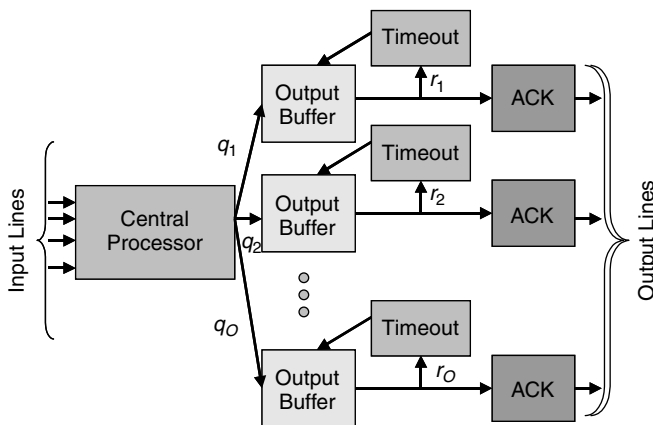 Timeout
Output
Buffer
r1
ACK
q1
Timeout
Input Lines
Central
Processor
q2
Output
Buffer
r2
ACK
Output Lines
qO
Timeout
Output
Buffer
rO
ACK